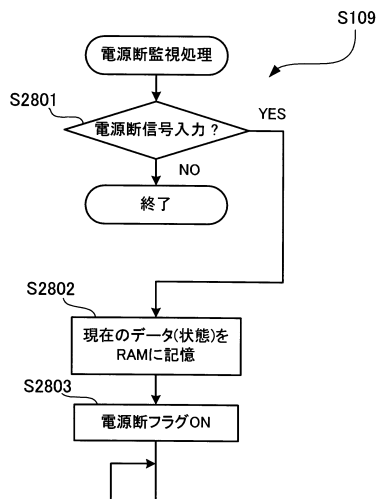 S109
電源断監視処理
S2801
電源断信号入力?
YES
NO
終了
S2802
現在のデータ(状態)を
RAMに記憶
S2803
電源断フラグON